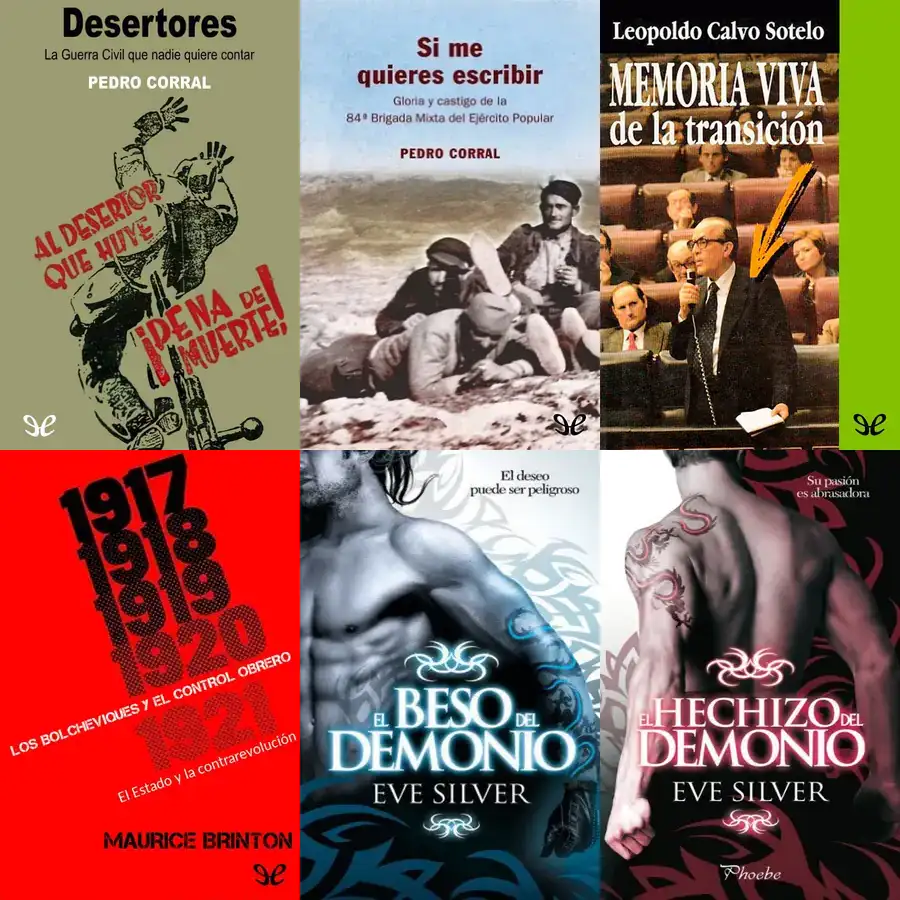 Desertores
La Guerra Civil que nadie quiere contar
PEDRO CORRAL
AL DESERTOR
QUE HUYE
¡PENA DE
MUERTE!
Si me
quieres escribir
Gloria y castigo de la
84ª Brigada Mixta del Ejército Popular
PEDRO CORRAL
Leopoldo Calvo Sotelo
MEMORIA VIVA
de la transición
1917
1918
1919
1920
LOS BOLCHEVIQUES Y EL CONTROL OBRERO
1921
El Estado y la contrarevolución
MAURICE BRINTON
El deseo
puede ser peligroso
EL BESO DEL
DEMONIO
EVE SILVER
Su pasión
es abrasadora
EL HECHIZO DEL
DEMONIO
EVE SILVER
Phoebe